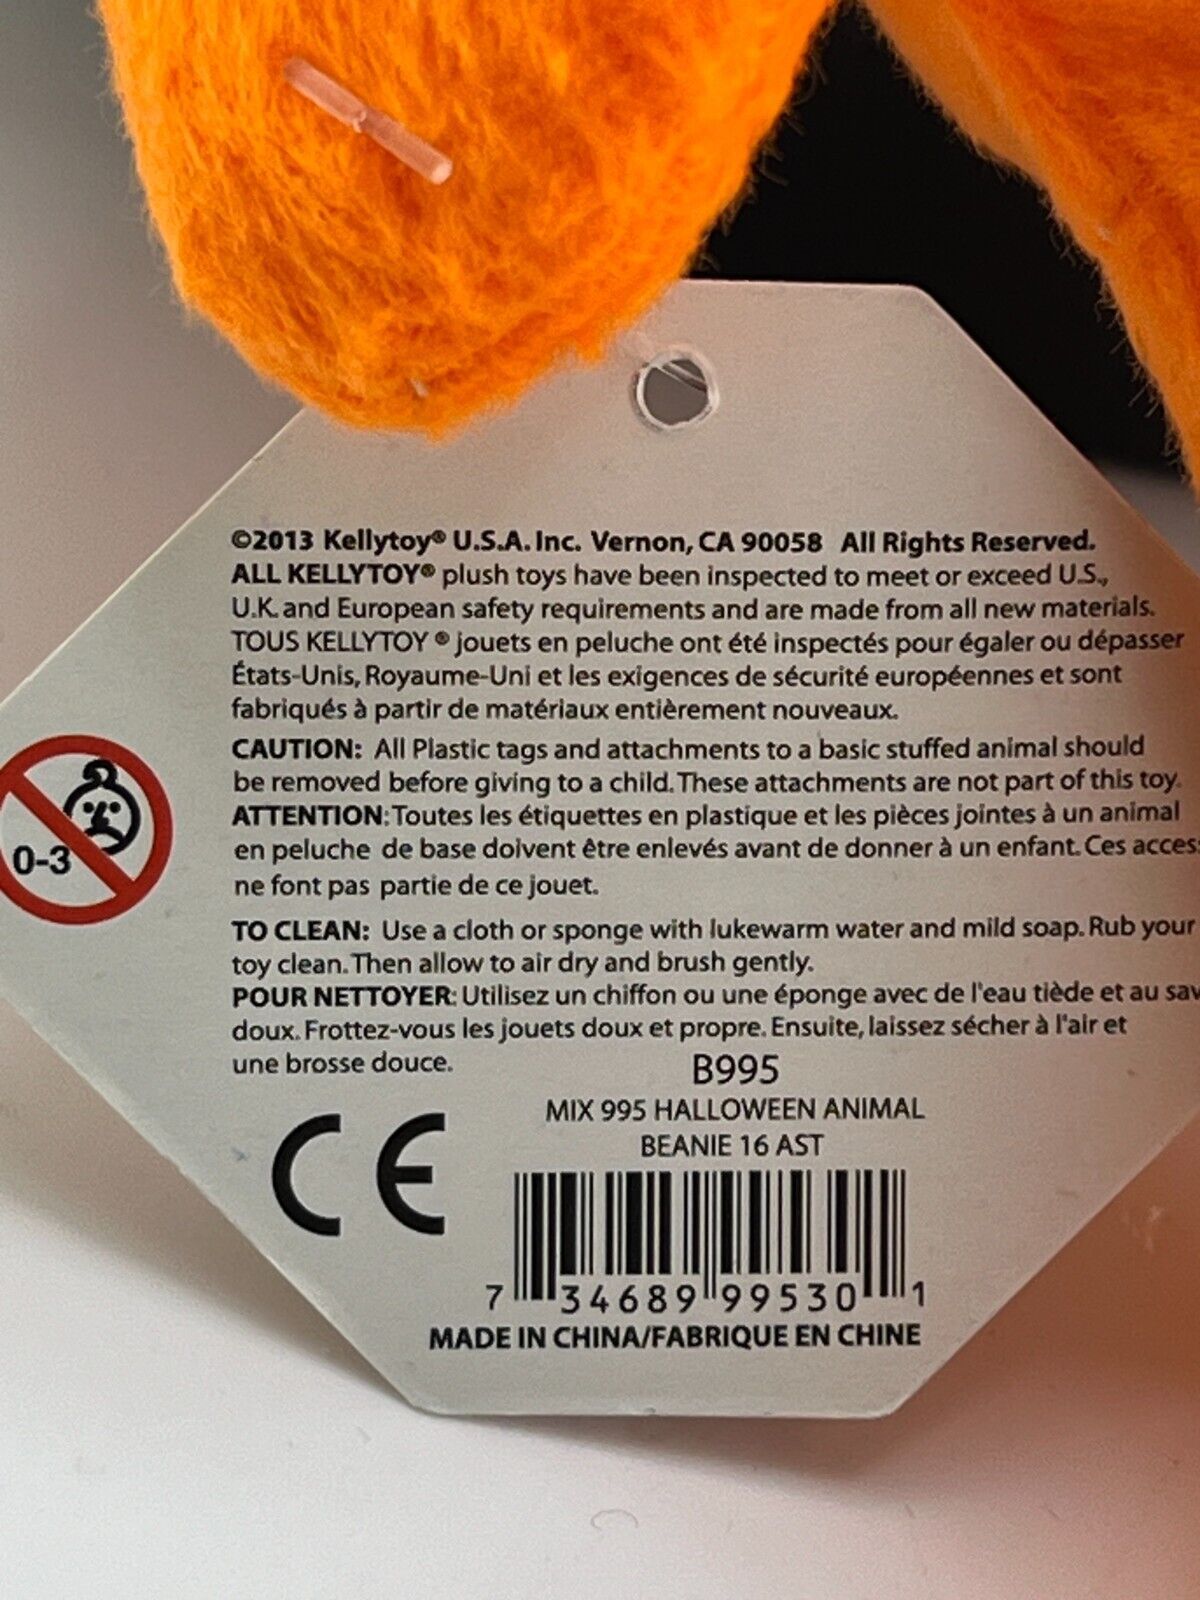 ©2013 Kellytoy® U.S.A. Inc. Vernon, CA 90058 All Rights Reserved.
ALL KELLYTOY® plush toys have been inspected to meet or exceed U.S.,
U.K. and European safety requirements and are made from all new materials.
TOUS KELLYTOY ® jouets en peluche ont été inspectés pour égaler ou dépasser
États-Unis, Royaume-Uni et les exigences de sécurité européennes et sont
fabriqués à partir de matériaux entièrement nouveaux.
CAUTION: All Plastic tags and attachments to a basic stuffed animal should
be removed before giving to a child. These attachments are not part of this toy.
ATTENTION: Toutes les étiquettes en plastique et les pièces jointes à un animal
0-3
en peluche de base doivent être enlevés avant de donner à un enfant. Ces
ne font pas partie de ce jouet.
TO CLEAN: Use a cloth or sponge with lukewarm water and mild soap. Rub your
toy clean. Then allow to air dry and brush gently.
POUR NETTOYER: Utilisez un chiffon ou une éponge avec de l'eau tiède et au
doux. Frottez-vous les jouets doux et propre. Ensuite, laissez sécher à l'air et
une brosse douce.
B995
MIX 995 HALLOWEEN ANIMAL
BEANIE 16 AST
CE
7 34689 99530 1
MADE IN CHINA/FABRIQUE EN CHINE